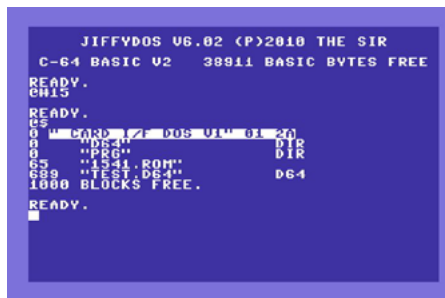 JIFFYDOS V6.02 (P)2010 THE SIR
C-64 BASIC V2 38911 BASIC BYTES FREE
READY.
@#15
READY.
@$
0 " CARD I/F DOS V1" 01 2A
0 "D64" DIR
0 "PRG" DIR
65 "1541.ROM"
689 "TEST.D64" D64
1000 BLOCKS FREE.
READY.